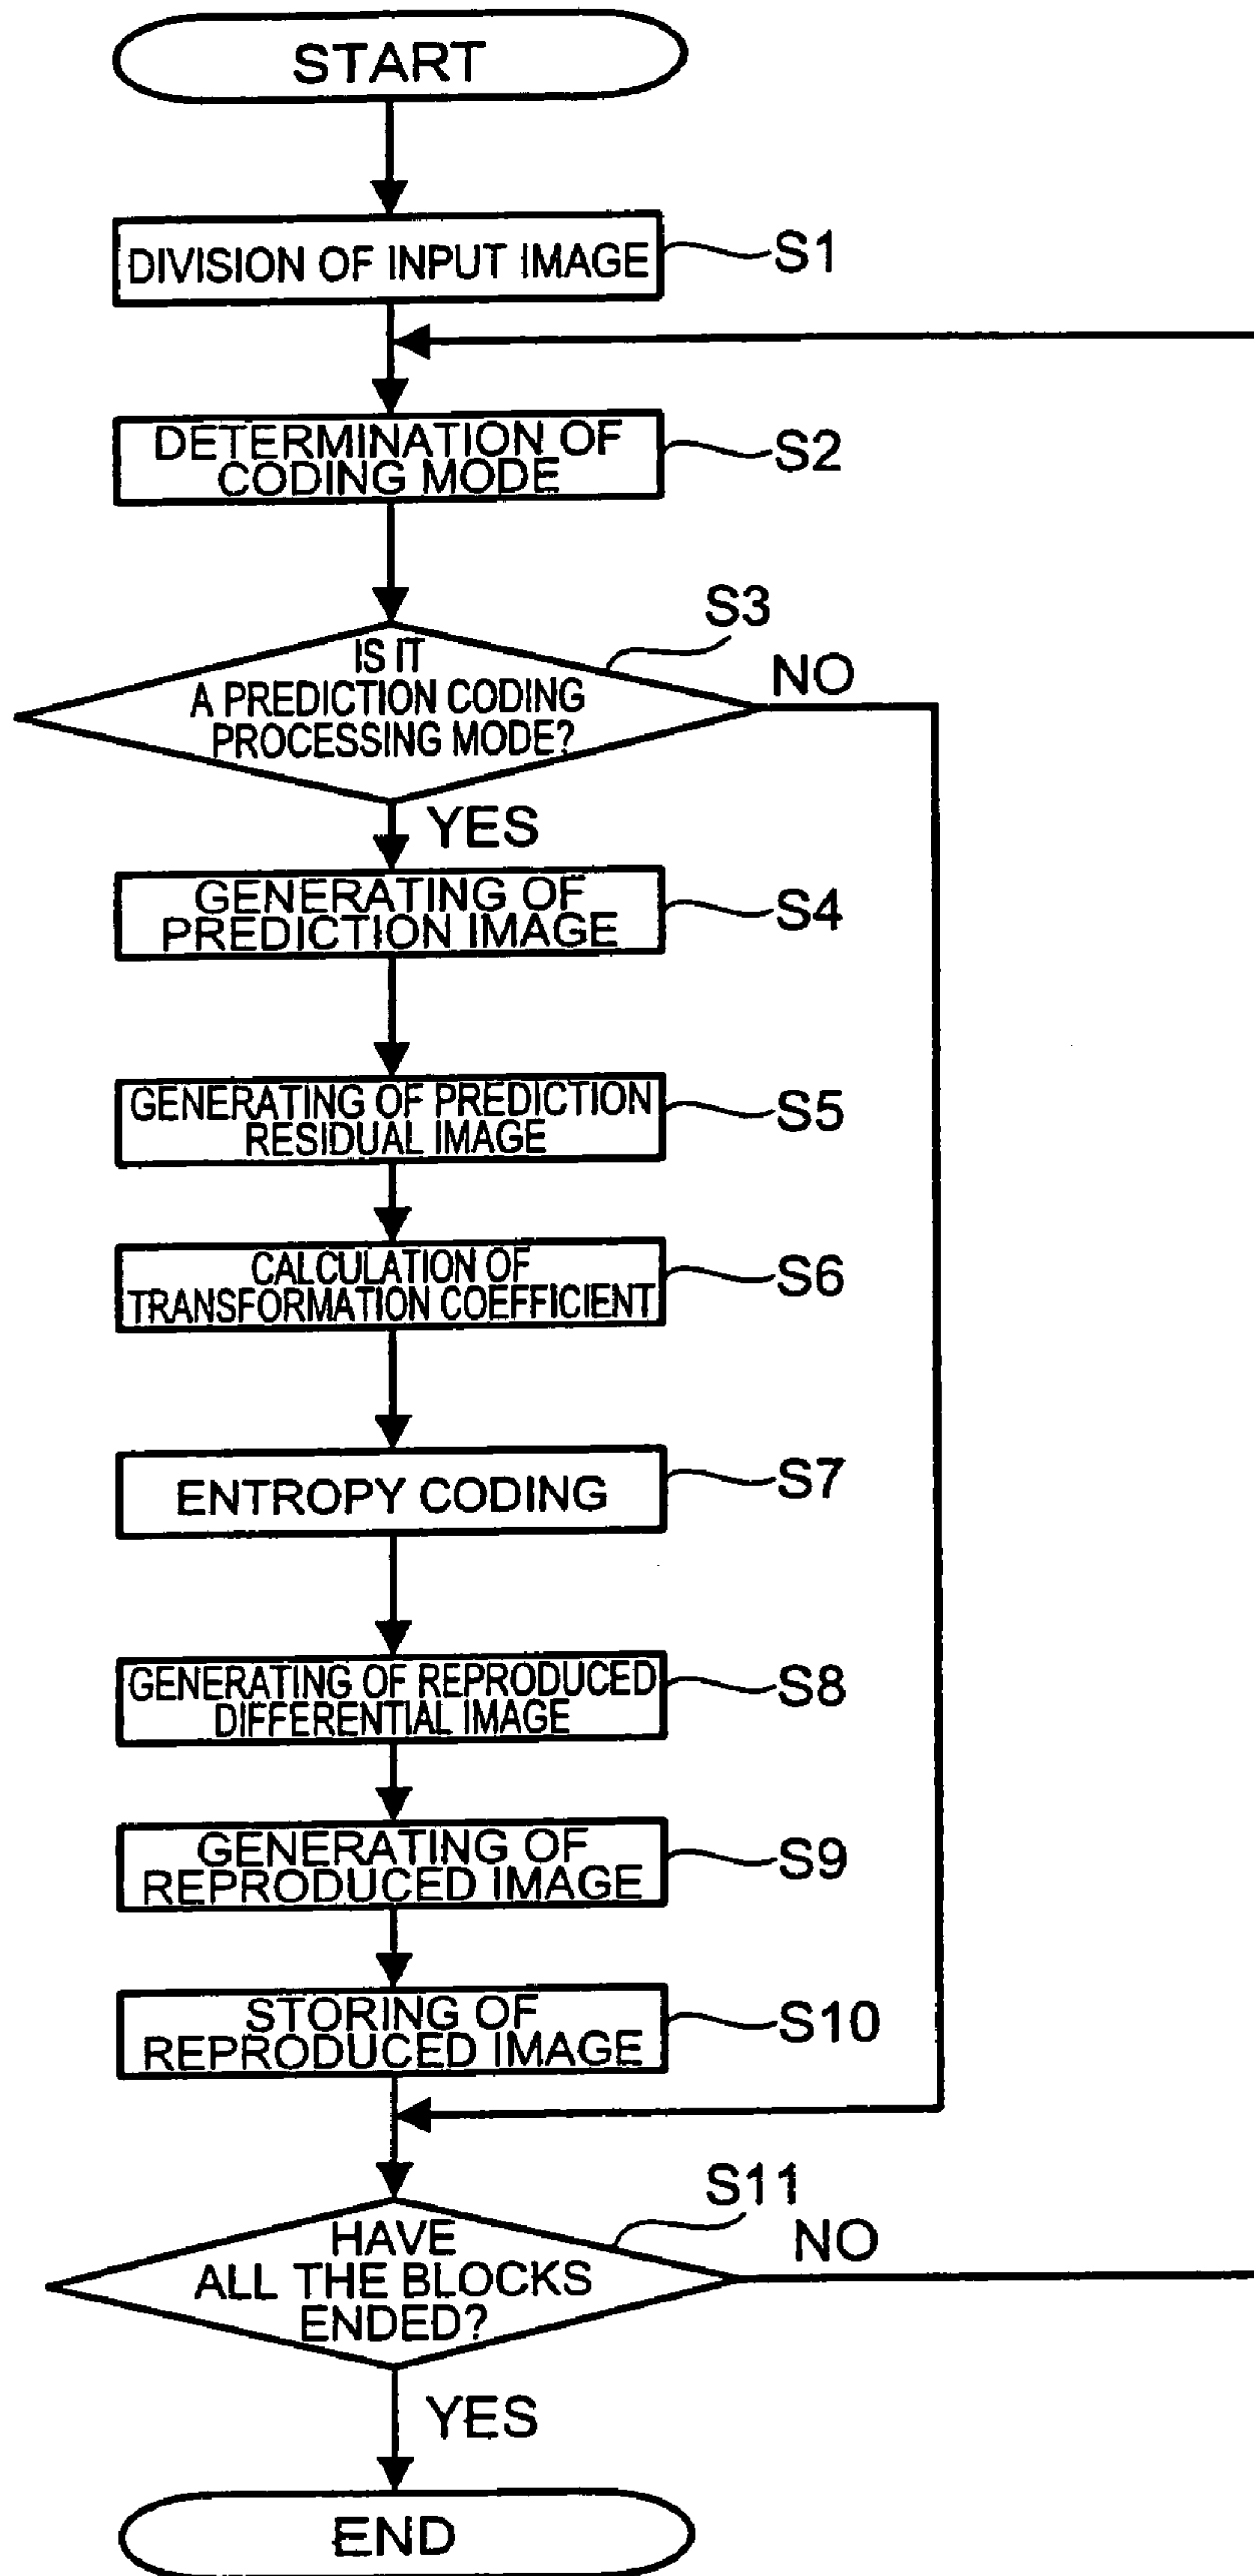 START
DIVISION OF INPUT IMAGE
S1
DETERMINATION OF
CODING MODE
S2
S3
IS IT
A PREDICTION CODING
PROCESSING MODE?
NO
YES
GENERATING OF
PREDICTION IMAGE
S4
GENERATING OF PREDICTION
RESIDUAL IMAGE
S5
CALCULATION OF
TRANSFORMATION COEFFICIENT
S6
ENTROPY CODING
S7
GENERATING OF REPRODUCED
DIFFERENTIAL IMAGE
S8
GENERATING OF
REPRODUCED IMAGE
S9
STORING OF
REPRODUCED IMAGE
S10
S11
HAVE
ALL THE BLOCKS
ENDED?
NO
YES
END